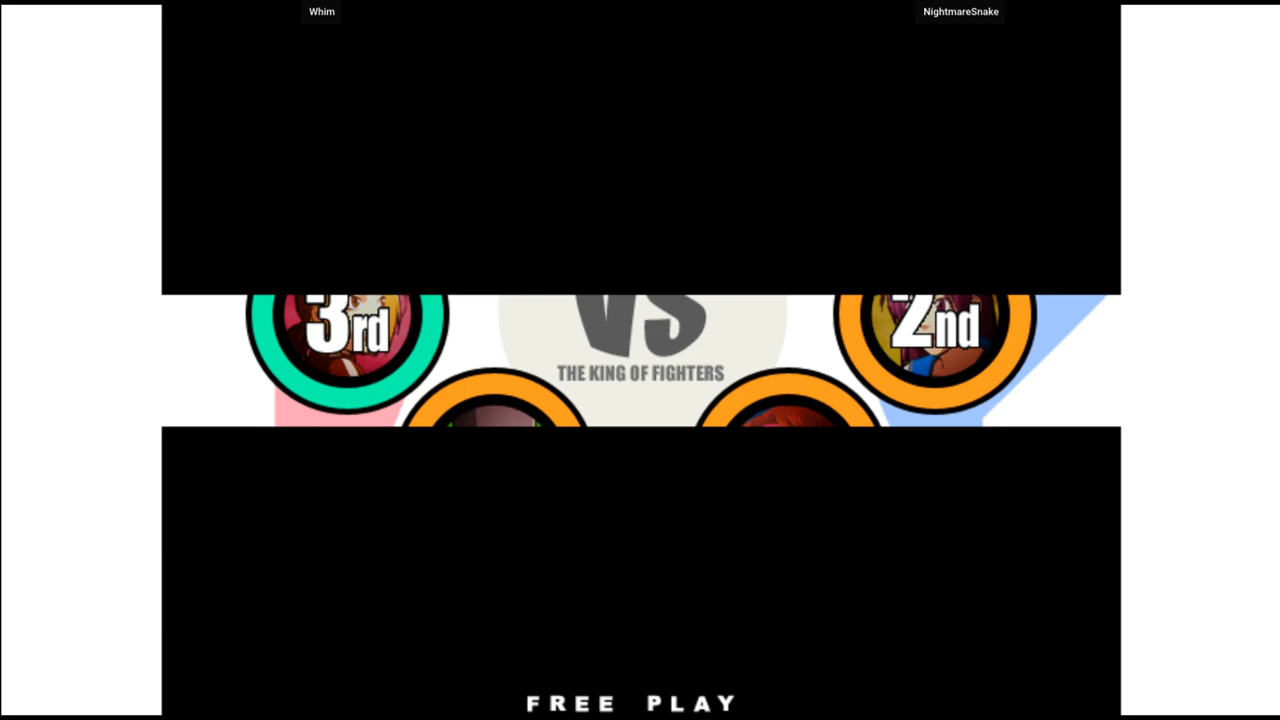 Whim
NightmareSnake
3rd
VS
2nd
THE KING OF FIGHTERS
FREE PLAY